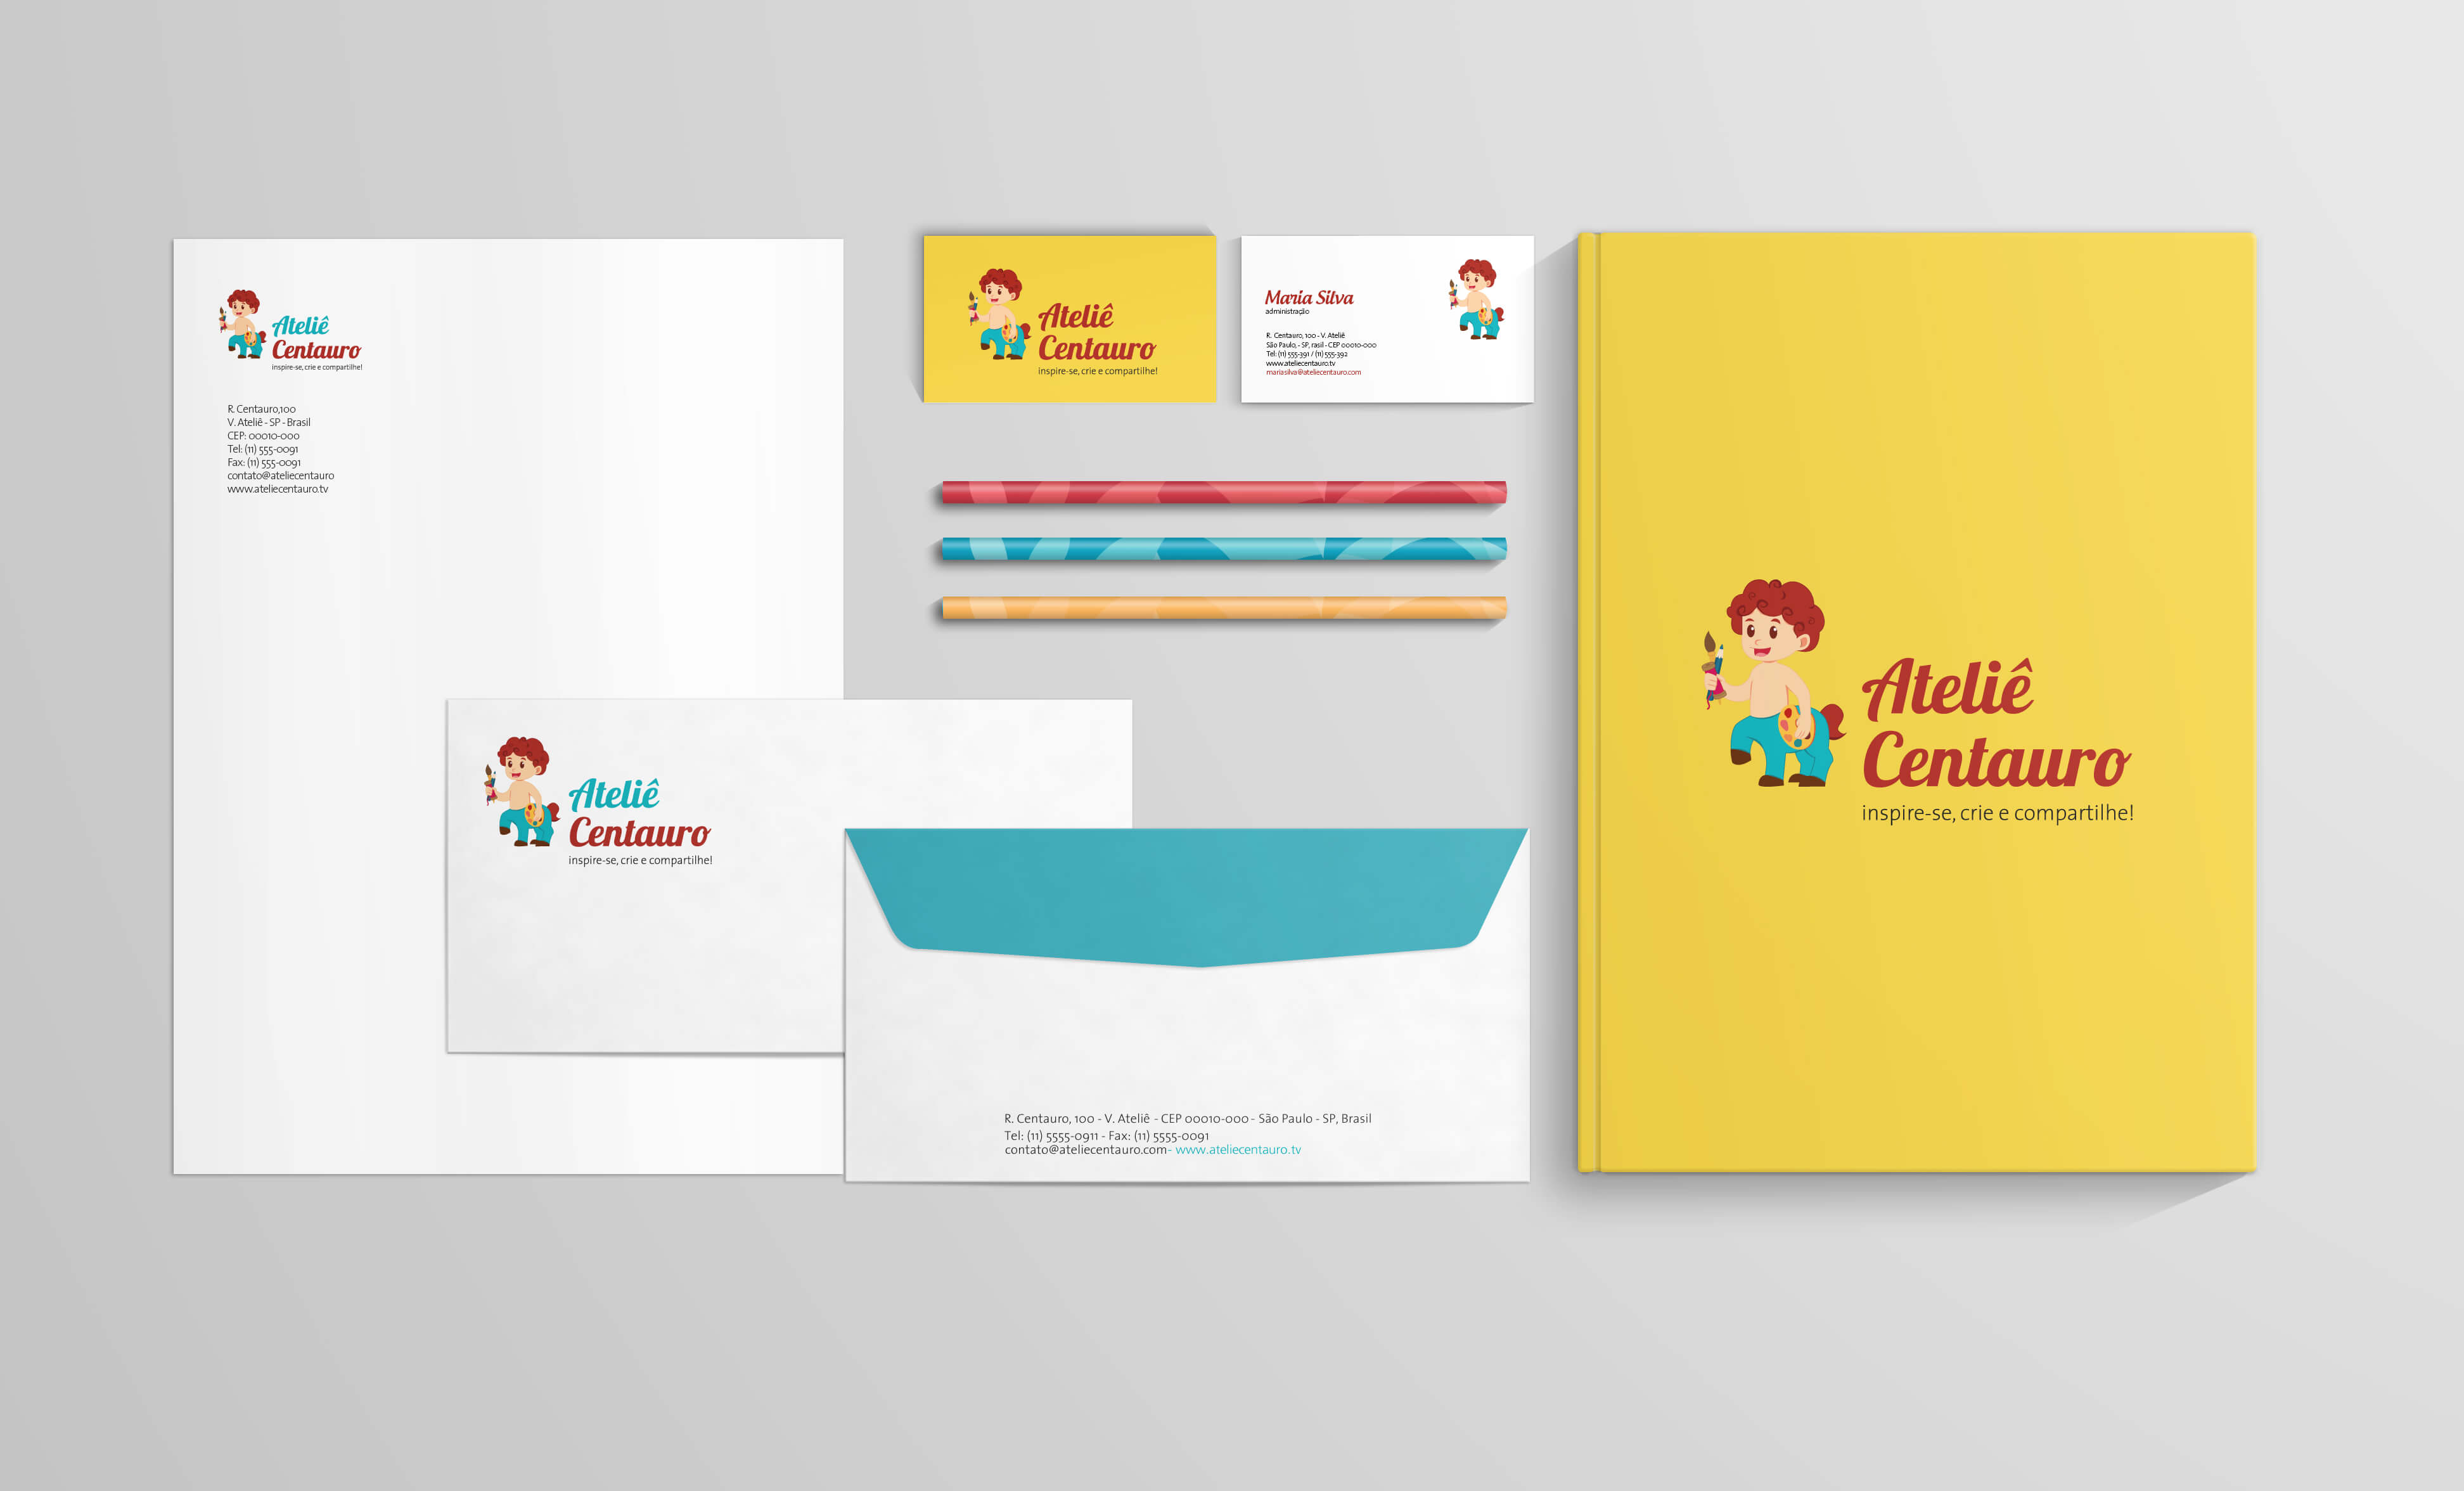 Ateliê
Centauro
inspire-se, crie e compartilhe!
R. Centauro,100
V. Ateliê - SP - Brasil
CEP: 00010-000
Tel: (11) 555-0091
Fax: (11) 555-0091
contato@ateliecentauro
www.ateliecentauro.tv
Ateliê
Centauro
inspire-se, crie e compartilhe!
Maria Silva
administração
R. Centauro, 100 - V. Ateliê
São Paulo, - SP, rasil - CEP 00010-000
Tel: (11) 555-391 / (11) 555-392
www.ateliecentauro.tv
mariasilva@ateliecentauro.com
Ateliê
Centauro
inspire-se, crie e compartilhe!
R. Centauro, 100 - V. Ateliê - CEP 00010-000 - São Paulo - SP, Brasil
Tel: (11) 5555-0911 - Fax: (11) 5555-0091
contato@ateliecentauro.com- www.ateliecentauro.tv
Ateliê
Centauro
inspire-se, crie e compartilhe!